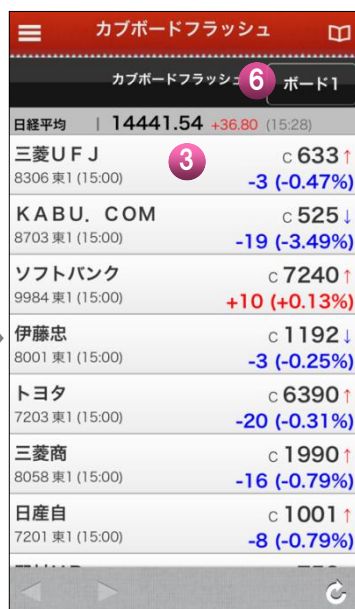 カブボードフラッシュ
カブボードフラッシュ 6 ボード1
日経平均 | 14441.54 +36.80 (15:28)
三菱UFJ 3 C 633↑
8306 東1 (15:00) -3 (-0.47%)
KABU. COM C 525↓
8703 東1 (15:00) -19 (-3.49%)
ソフトバンク C 7240↑
9984 東1 (15:00) +10 (+0.13%)
伊藤忠 C 1192↓
8001 東1 (15:00) -3 (-0.25%)
トヨタ C 6390↑
7203 東1 (15:00) -20 (-0.31%)
三菱商 C 1990↑
8058 東1 (15:00) -16 (-0.79%)
日産自 C 1001↑
7201 東1 (15:00) -8 (-0.79%)